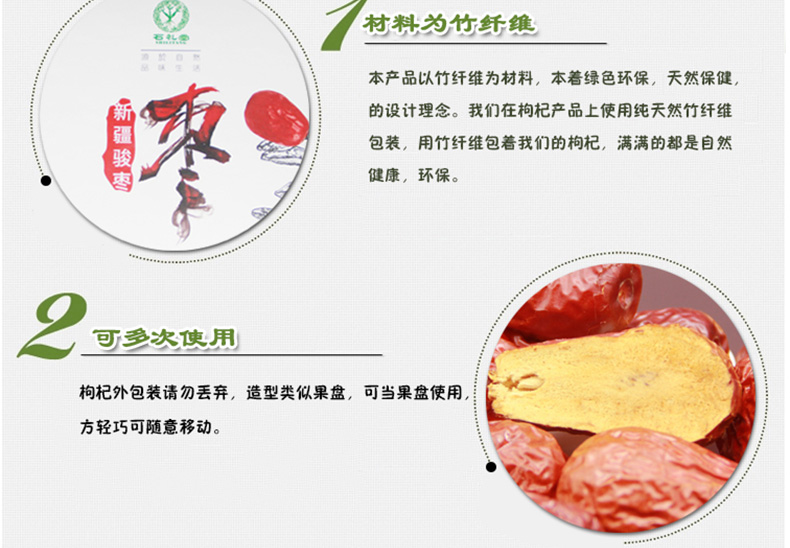 石礼堂
新疆骏枣
枣
1
材料为竹纤维
本产品以竹纤维为材料，本着绿色环保，天然保健，
的设计理念。我们在枸杞产品上使用纯天然竹纤维
包装，用竹纤维包着我们的枸杞，满满的都是自然
健康，环保。
2
可多次使用
枸杞外包装请勿丢弃，造型类似果盘，可当果盘使用，
方轻巧可随意移动。